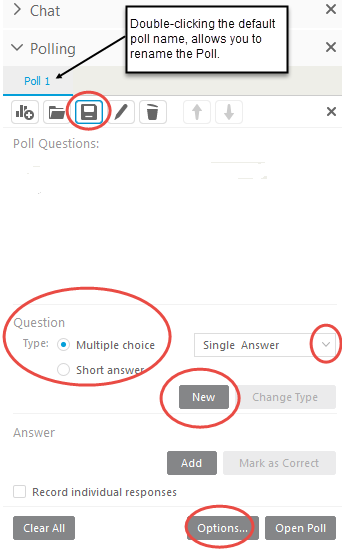 Chat
Double-clicking the default
poll name, allows you to
rename the Poll.
Polling
Poll 1
Poll Questions:
Question
Type: Multiple choice Single Answer
Short answer
New Change Type
Answer
Add Mark as Correct
Record individual responses
Clear All Options... Open Poll